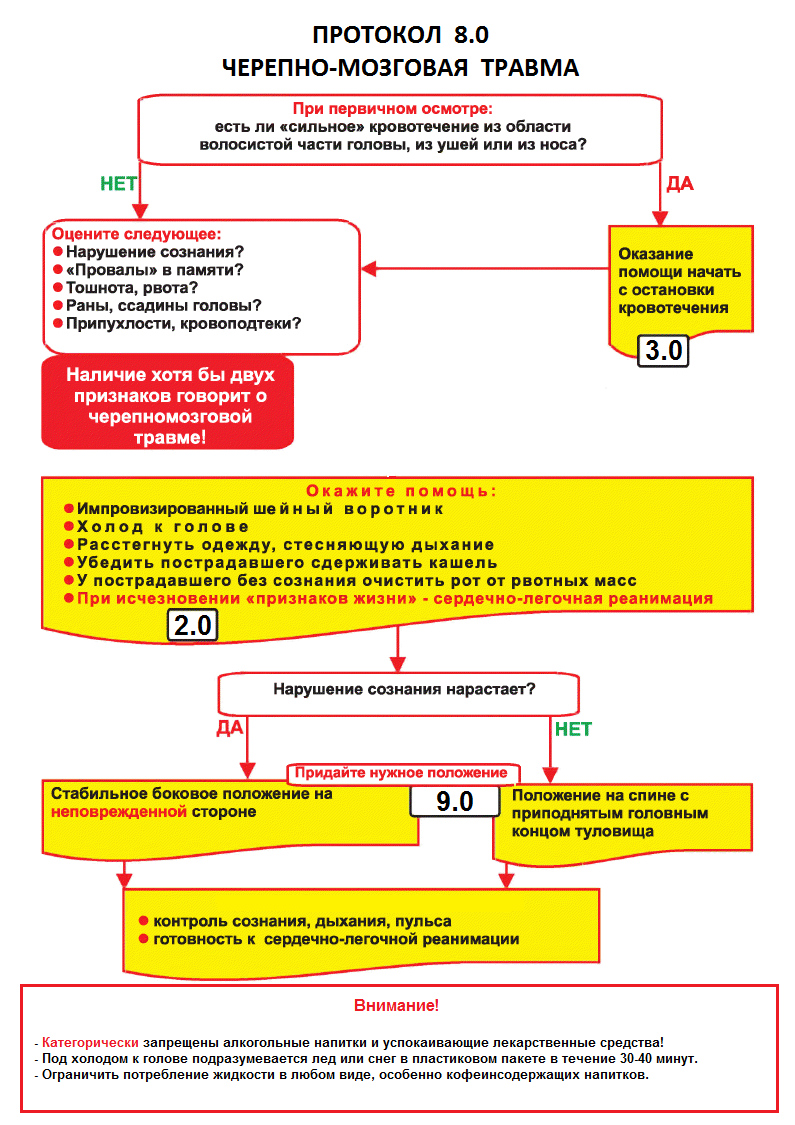 ПРОТОКОЛ 8.0
ЧЕРЕПНО-МОЗГОВАЯ ТРАВМА
При первичном осмотре:
есть ли «сильное» кровотечение из области
волосистой части головы, из ушей или из носа?
НЕТ
ДА
Оцените следующее:
Нарушение сознания?
«Провалы» в памяти?
Тошнота, рвота?
Раны, ссадины головы?
Припухлости, кровоподтеки?
Оказание
помощи начать
с остановки
кровотечения
3.0
Наличие хотя бы двух
признаков говорит о
черепномозговой
травме!
Окажите помощь:
Импровизированный шейный воротник
Холод к голове
Расстегнуть одежду, стесняющую дыхание
Убедить пострадавшего сдерживать кашель
У пострадавшего без сознания очистить рот от рвотных масс
При исчезновении «признаков жизни» - сердечно-легочная реанимация
2.0
Нарушение сознания нарастает?
ДА
НЕТ
Придайте нужное положение
9.0
Стабильное боковое положение на
неповрежденной стороне
Положение на спине с
приподнятым головным
концом туловища
контроль сознания, дыхания, пульса
готовность к сердечно-легочной реанимации
Внимание!
- Категорически запрещены алкогольные напитки и успокаивающие лекарственные средства!
- Под холодом к голове подразумевается лед или снег в пластиковом пакете в течение 30-40 минут.
- Ограничить потребление жидкости в любом виде, особенно кофеинсодержащих напитков.